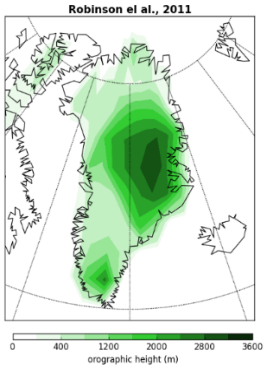 Robinson el al., 2011
0 400 1200 2000 2800 3600
orographic height (m)